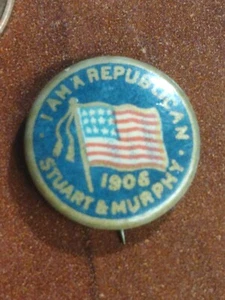 I AM A REPUBLICAN
1906
STUART & MURPHY